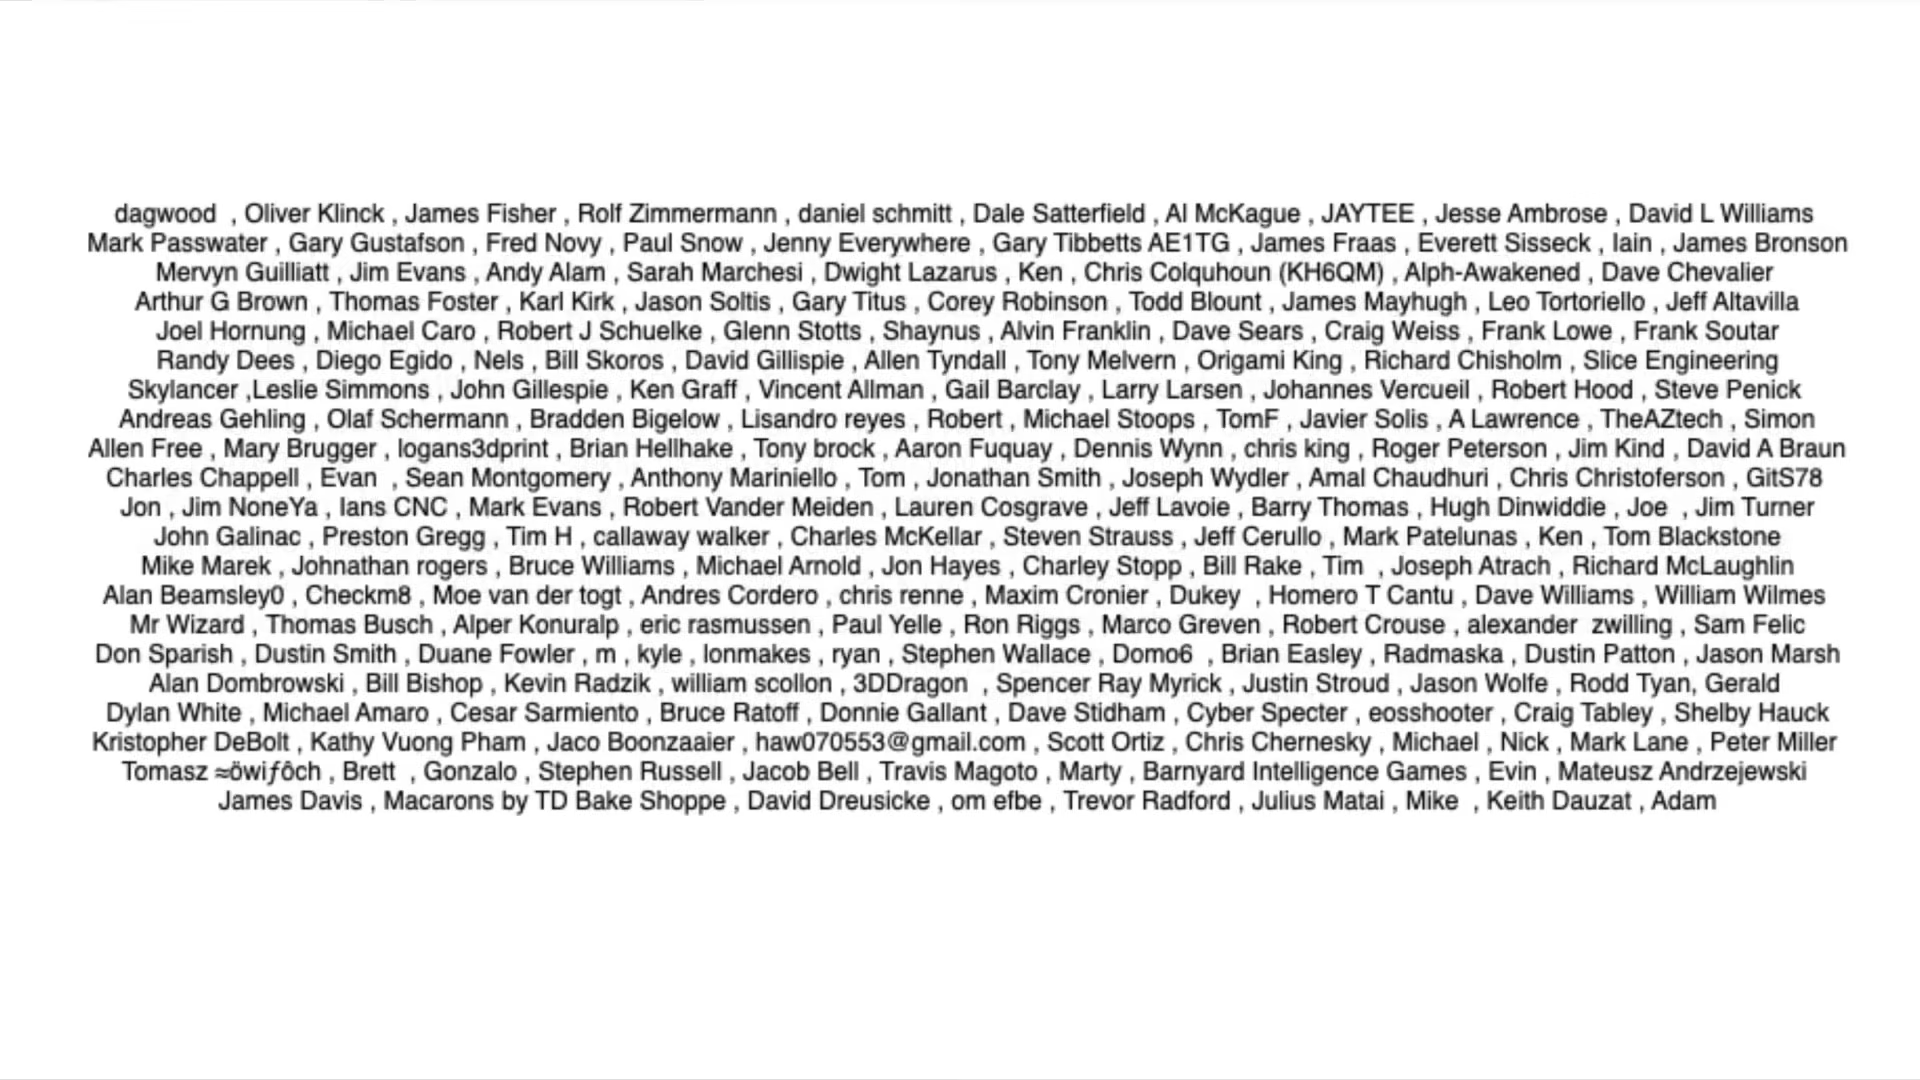 dagwood  , Oliver Klinck , James Fisher , Rolf Zimmermann , daniel schmitt , Dale Satterfield , Al McKague , JAYTEE , Jesse Ambrose , David L Williams
Mark Passwater , Gary Gustafson , Fred Novy , Paul Snow , Jenny Everywhere , Gary Tibbetts AE1TG , James Fraas , Everett Sisseck , Iain , James Bronson
Mervyn Guilliatt , Jim Evans , Andy Alam , Sarah Marchesi , Dwight Lazarus , Ken , Chris Colquhoun (KH6QM) , Alph-Awakened , Dave Chevalier
Arthur G Brown , Thomas Foster , Karl Kirk , Jason Soltis , Gary Titus , Corey Robinson , Todd Blount , James Mayhugh , Leo Tortoriello , Jeff Altavilla
Joel Hornung , Michael Caro , Robert J Schuelke , Glenn Stotts , Shaynus , Alvin Franklin , Dave Sears , Craig Weiss , Frank Lowe , Frank Soutar
Randy Dees , Diego Egido , Nels , Bill Skoros , David Gillispie , Allen Tyndall , Tony Melvern , Origami King , Richard Chisholm , Slice Engineering
Skylancer ,Leslie Simmons , John Gillespie , Ken Graff , Vincent Allman , Gail Barclay , Larry Larsen , Johannes Vercueil , Robert Hood , Steve Penick
Andreas Gehling , Olaf Schermann , Bradden Bigelow , Lisandro reyes , Robert , Michael Stoops , TomF , Javier Solis , A Lawrence , TheAZtech , Simon
Allen Free , Mary Brugger , logans3dprint , Brian Hellhake , Tony brock , Aaron Fuquay , Dennis Wynn , chris king , Roger Peterson , Jim Kind , David A Braun
Charles Chappell , Evan  , Sean Montgomery , Anthony Mariniello , Tom , Jonathan Smith , Joseph Wydler , Amal Chaudhuri , Chris Christoferson , GitS78
Jon , Jim NoneYa , Ians CNC , Mark Evans , Robert Vander Meiden , Lauren Cosgrave , Jeff Lavoie , Barry Thomas , Hugh Dinwiddie , Joe  , Jim Turner
John Galinac , Preston Gregg , Tim H , callaway walker , Charles McKellar , Steven Strauss , Jeff Cerullo , Mark Patelunas , Ken , Tom Blackstone
Mike Marek , Johnathan rogers , Bruce Williams , Michael Arnold , Jon Hayes , Charley Stopp , Bill Rake , Tim  , Joseph Atrach , Richard McLaughlin
Alan Beamsley0 , Checkm8 , Moe van der togt , Andres Cordero , chris renne , Maxim Cronier , Dukey  , Homero T Cantu , Dave Williams , William Wilmes
Mr Wizard , Thomas Busch , Alper Konuralp , eric rasmussen , Paul Yelle , Ron Riggs , Marco Greven , Robert Crouse , alexander  zwilling , Sam Felic
Don Sparish , Dustin Smith , Duane Fowler , m , kyle , lonmakes , ryan , Stephen Wallace , Domo6  , Brian Easley , Radmaska , Dustin Patton , Jason Marsh
Alan Dombrowski , Bill Bishop , Kevin Radzik , william scollon , 3DDragon  , Spencer Ray Myrick , Justin Stroud , Jason Wolfe , Rodd Tyan, Gerald
Dylan White , Michael Amaro , Cesar Sarmiento , Bruce Ratoff , Donnie Gallant , Dave Stidham , Cyber Specter , eosshooter , Craig Tabley , Shelby Hauck
Kristopher DeBolt , Kathy Vuong Pham , Jaco Boonzaaier , haw070553@gmail.com , Scott Ortiz , Chris Chernesky , Michael , Nick , Mark Lane , Peter Miller
Tomasz ≈öwiƒôch , Brett  , Gonzalo , Stephen Russell , Jacob Bell , Travis Magoto , Marty , Barnyard Intelligence Games , Evin , Mateusz Andrzejewski
James Davis , Macarons by TD Bake Shoppe , David Dreusicke , om efbe , Trevor Radford , Julius Matai , Mike  , Keith Dauzat , Adam